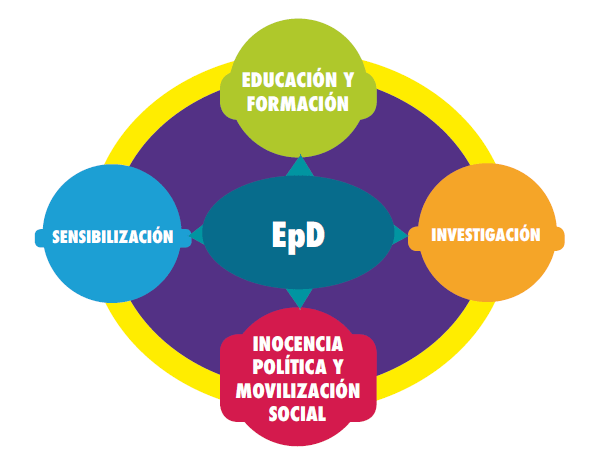 EDUCACIÓN Y
FORMACIÓN
SENSIBILIZACIÓN
EpD
INVESTIGACIÓN
INOCENCIA
POLÍTICA Y
MOVILIZACIÓN
SOCIAL